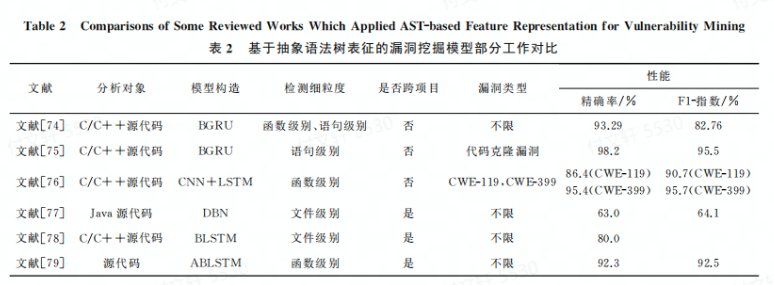 Table 2 Comparisons of Some Reviewed Works Which Applied AST-based Feature Representation for Vulnerability Mining
表 2 基于抽象语法树表征的漏洞挖掘模型部分工作对比
文献 分析对象 模型构造 检测细粒度 是否跨项目 漏洞类型 性能
精确率/% F1-指数/%
文献[74] C/C++源代码 BGRU 函数级别、语句级别 否 不限 93.29 82.76
文献[75] C/C++源代码 BGRU 语句级别 否 代码克隆漏洞 98.2 95.5
文献[76] C/C++源代码 CNN+LSTM 函数级别 否 CWE-119,CWE-399 86.4(CWE-119) 90.7(CWE-119)
95.4(CWE-399) 95.7(CWE-399)
文献[77] Java 源代码 DBN 文件级别 是 不限 63.0 64.1
文献[78] C/C++源代码 BLSTM 文件级别 是 不限 80.0
文献[79] 源代码 ABLSTM 函数级别 是 不限 92.3 92.5